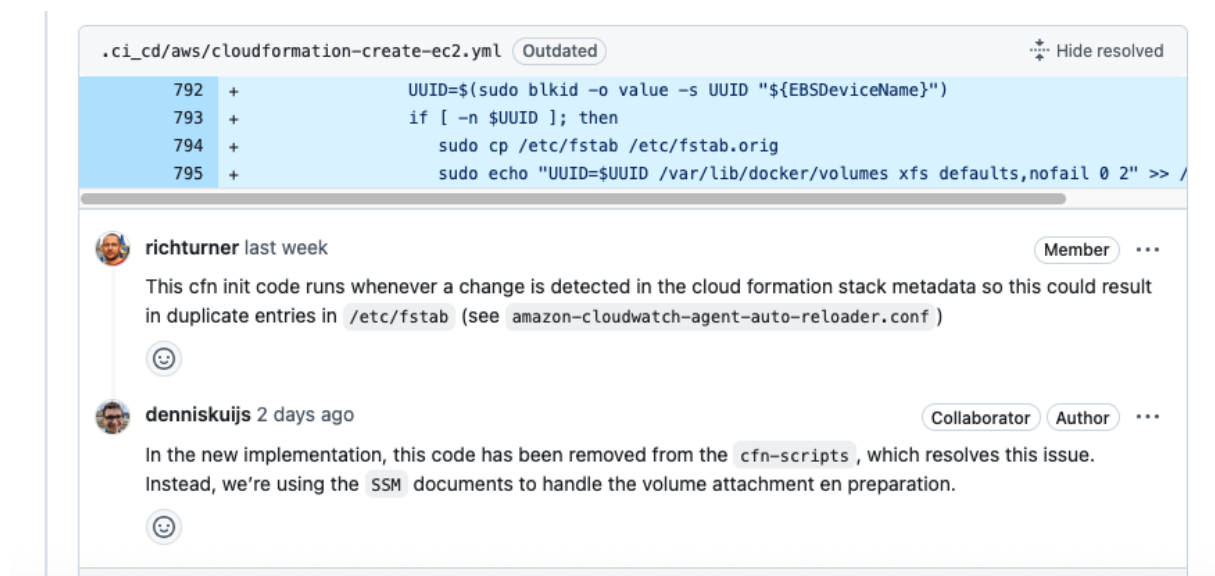 .ci_cd/aws/cloudformation-create-ec2.yml Outdated Hide resolved
792 + UUID=$(sudo blkid -o value -s UUID "${EBSDeviceName}")
793 + if [ -n $UUID ]; then
794 + sudo cp /etc/fstab /etc/fstab.orig
795 + sudo echo "UUID=$UUID /var/lib/docker/volumes xfs defaults,nofail 0 2" >> /
richturner last week Member ...
This cfn init code runs whenever a change is detected in the cloud formation stack metadata so this could result
in duplicate entries in /etc/fstab (see amazon-cloudwatch-agent-auto-reloader.conf)
denniskuijs 2 days ago Collaborator Author ...
In the new implementation, this code has been removed from the cfn-scripts, which resolves this issue.
Instead, we're using the SSM documents to handle the volume attachment en preparation.